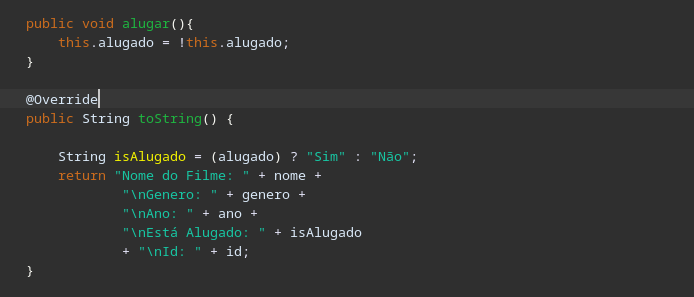 public void alugar(){
this.alugado = !this.alugado;
}
@Override
public String toString() {
String isAlugado = (alugado) ? "Sim" : "Não";
return "Nome do Filme: " + nome +
"\nGenero: " + genero +
"\nAno: " + ano +
"\nEstá Alugado: " + isAlugado
+ "\nId: " + id;
}